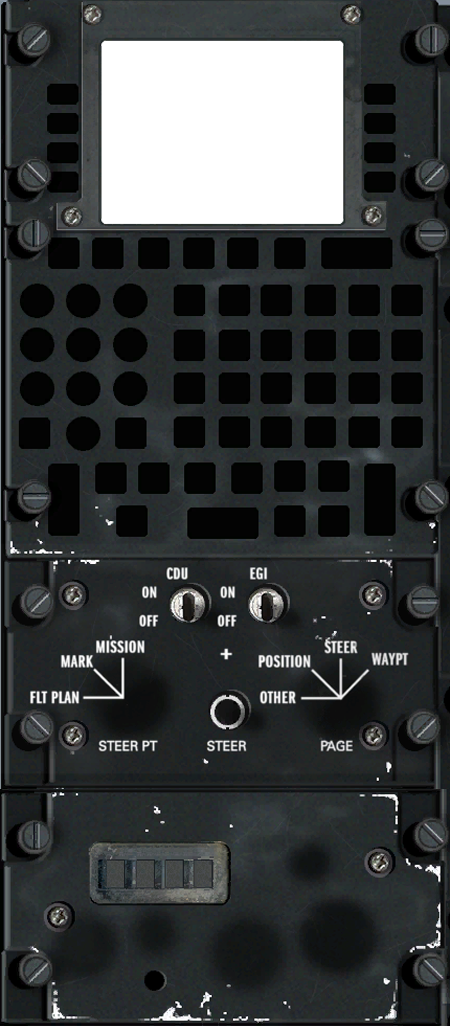 CDU EGI
ON ON
OFF OFF
+
MISSION STEER
MARK POSITION WAYPT
FLT PLAN OTHER
STEER PT STEER PAGE